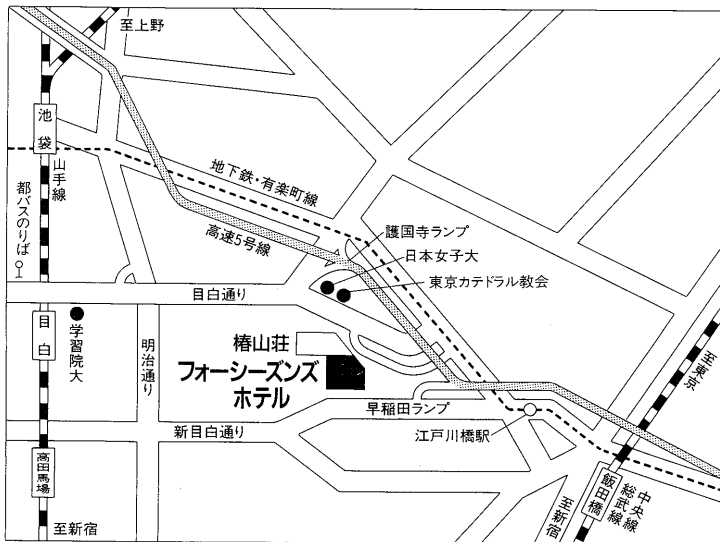 至上野
池袋
山手線
都バスのりば
地下鉄・有楽町線
高速5号線
護国寺ランプ
日本女子大
東京カテドラル教会
目白通り
目白
学習院大
明治通り
椿山荘
フォーシーズンズ
ホテル
早稲田ランプ
新目白通り
江戸川橋駅
至東京
高田馬場
至新宿
飯田橋
総武線
中央線
至新宿